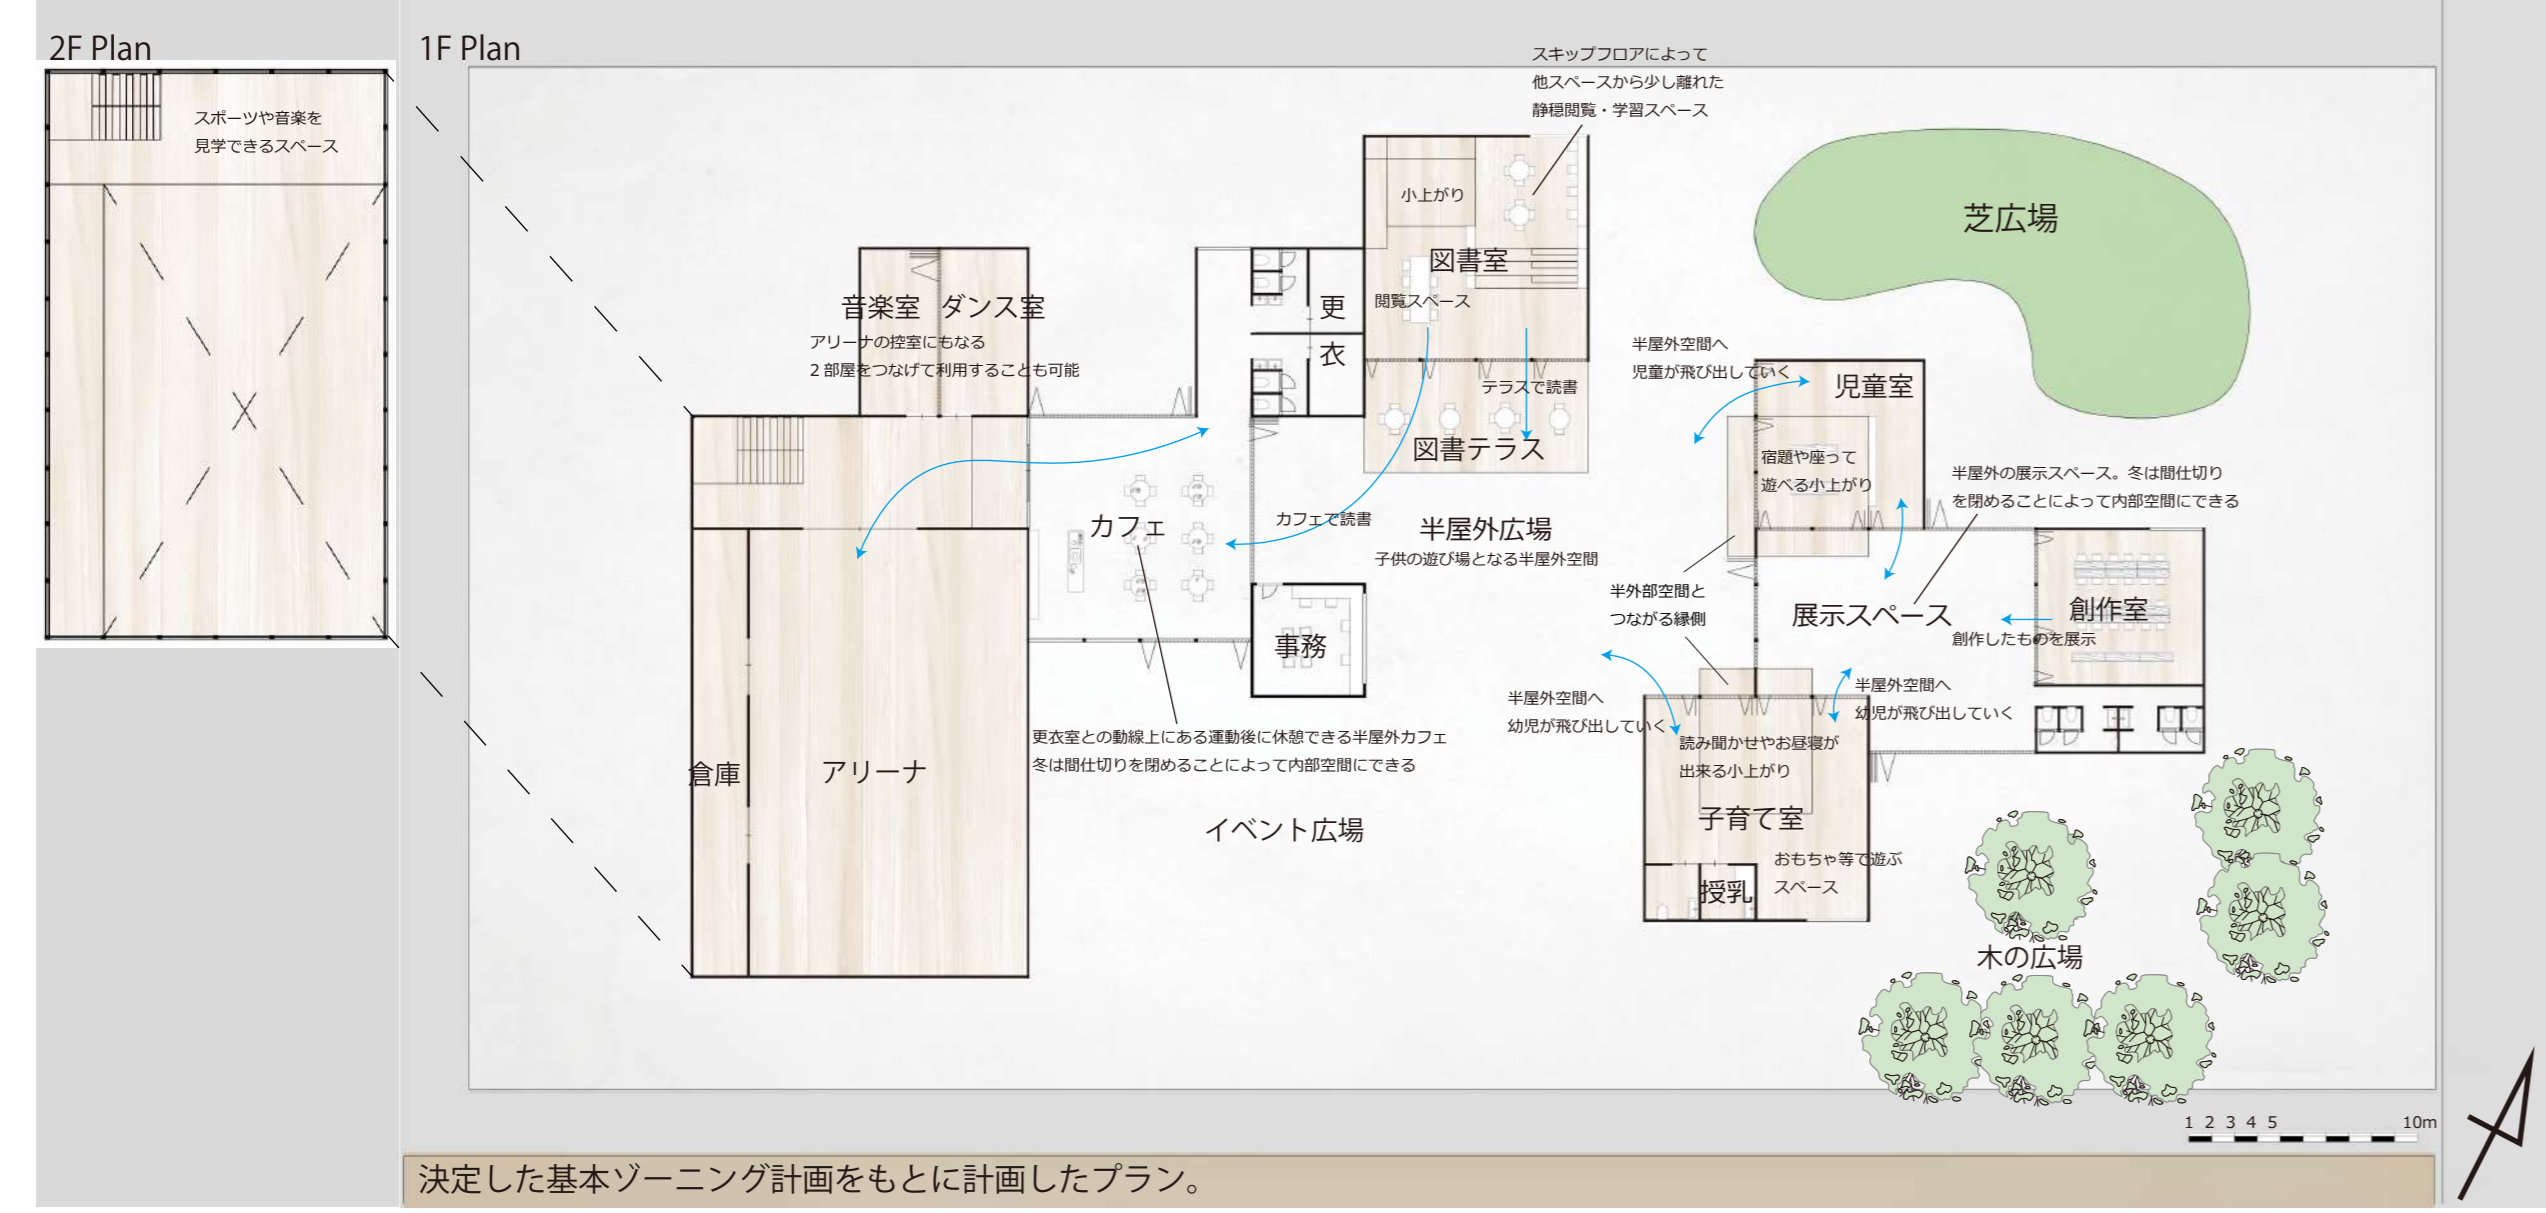 2F Plan
スポーツや音楽を
見学できるスペース
1F Plan
スキップフロアによって
他スペースから少し離れた
静穏閲覧・学習スペース
小上がり
図書室
閲覧スペース
テラスで読書
図書テラス
音楽室
ダンス室
アリーナの控室にもなる
2部屋をつなげて利用することも可能
更
衣
カフェ
カフェで読書
半屋外広場
子供の遊び場となる半屋外空間
事務
更衣室との動線上にある運動後に休憩できる半屋外カフェ
冬は間仕切りを閉めることによって内部空間にできる
倉庫
アリーナ
イベント広場
芝広場
半屋外空間へ
児童が飛び出していく
児童室
宿題や座って
遊べる小上がり
半屋外の展示スペース。冬は間仕切り
を閉めることによって内部空間にできる
半外部空間と
つながる縁側
展示スペース
創作室
創作したものを展示
半屋外空間へ
幼児が飛び出していく
半屋外空間へ
幼児が飛び出していく
読み聞かせやお昼寝が
出来る小上がり
子育て室
おもちゃ等で遊ぶ
スペース
授乳
木の広場
1 2 3 4 5 10m
決定した基本ゾーニング計画をもとに計画したプラン。